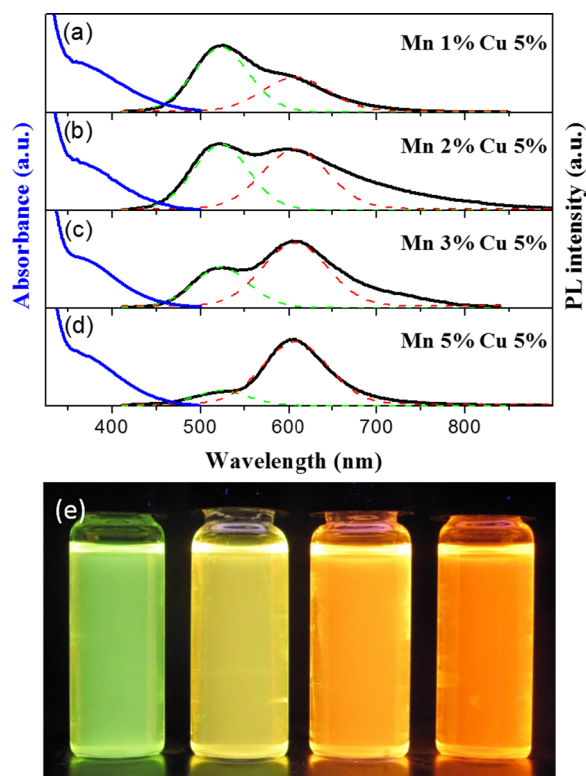 (a)
Mn 1% Cu 5%
(b)
Mn 2% Cu 5%
(c)
Mn 3% Cu 5%
(d)
Mn 5% Cu 5%
Absorbance (a.u.)
PL intensity (a.u.)
400 500 600 700 800
Wavelength (nm)
(e)